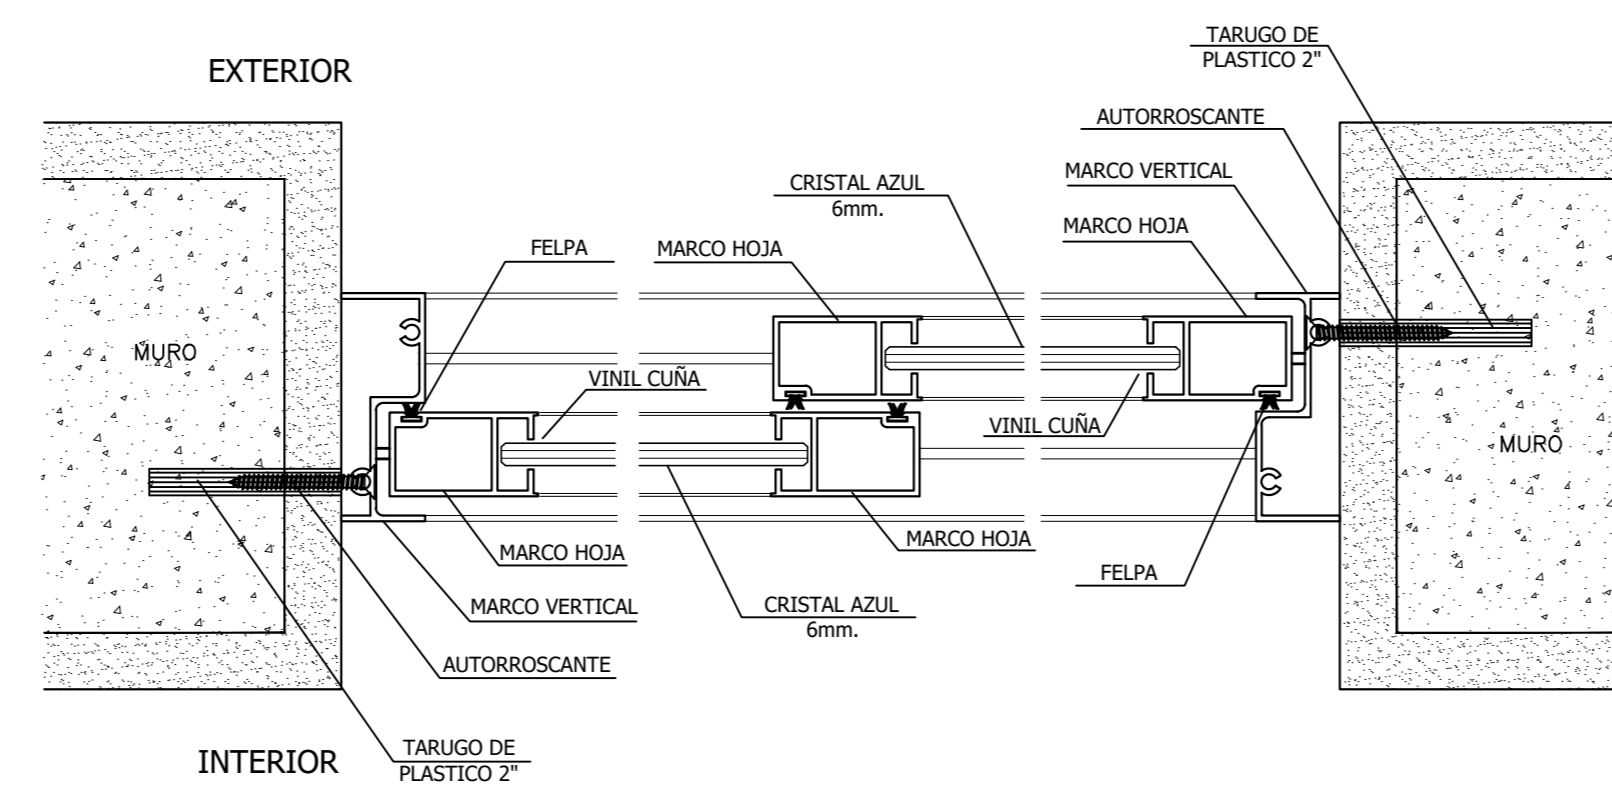 TARUGO DE
PLASTICO 2"
EXTERIOR
AUTORROSCANTE
MARCO VERTICAL
CRISTAL AZUL
6mm.
MARCO HOJA
FELPA
MARCO HOJA
MURO
VINIL CUÑA
VINIL CUÑA
MURO
MARCO HOJA
MARCO HOJA
FELPA
MARCO VERTICAL
CRISTAL AZUL
6mm.
AUTORROSCANTE
INTERIOR
TARUGO DE
PLASTICO 2"